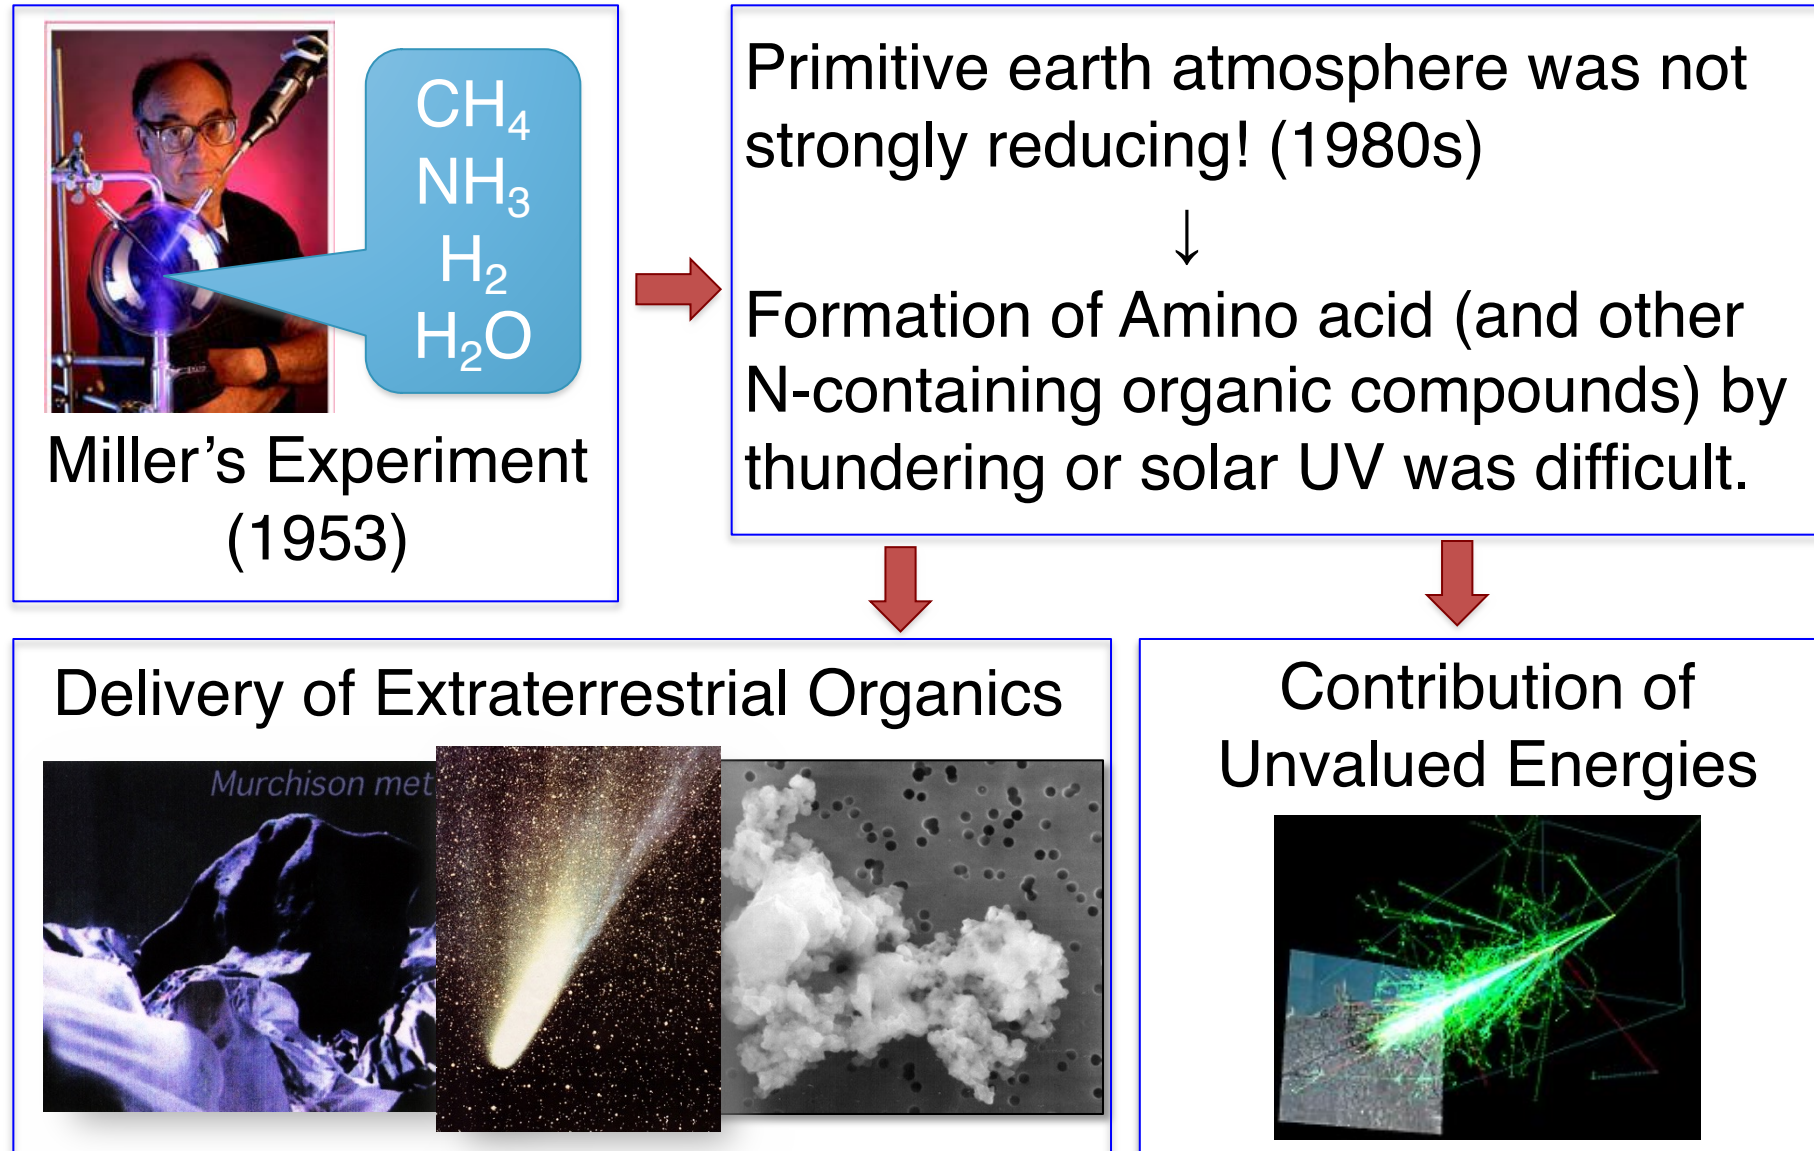 CH₄
NH₃
H₂
H₂O
Miller’s Experiment
(1953)
Primitive earth atmosphere was not
strongly reducing! (1980s)
↓
Formation of Amino acid (and other
N-containing organic compounds) by
thundering or solar UV was difficult.
Delivery of Extraterrestrial Organics
Murchison met
Contribution of
Unvalued Energies